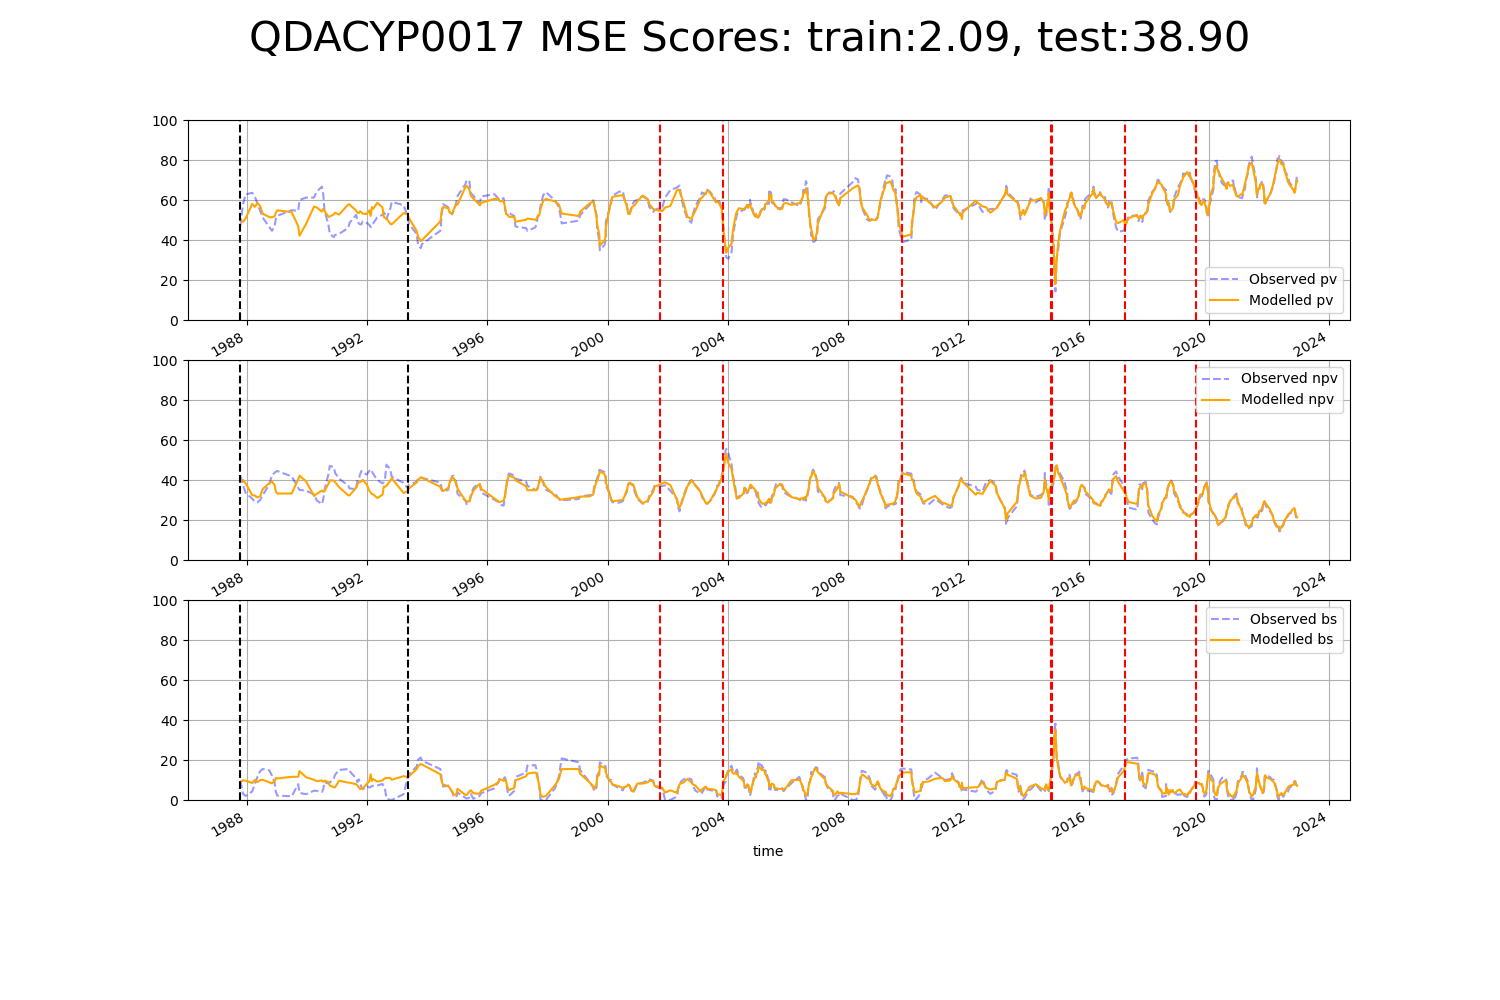 QDACYP0017 MSE Scores: train:2.09, test:38.90
100
80
60
40
20
0
Observed pv
Modelled pv
1988 1992 1996 2000 2004 2008 2012 2016 2020 2024
100
80
60
40
20
0
Observed npv
Modelled npv
1988 1992 1996 2000 2004 2008 2012 2016 2020 2024
100
80
60
40
20
0
Observed bs
Modelled bs
1988 1992 1996 2000 2004 2008 2012 2016 2020 2024
time